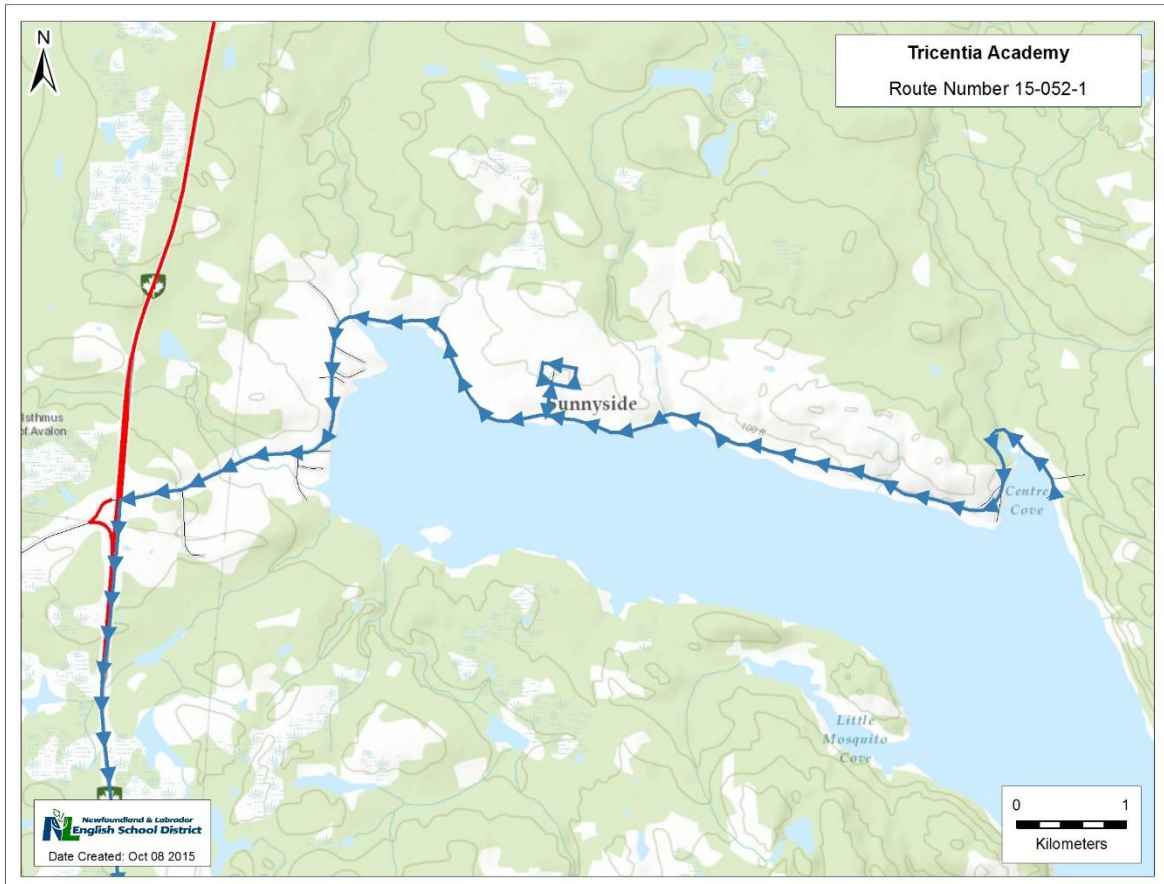 N
Tricentia Academy
Route Number 15-052-1
Isthmus
of Avalon
Sunnyside
100 ft
Centre
Cove
Little
Mosquito
Cove
NL Newfoundland & Labrador
English School District
Date Created: Oct 08 2015
0 1
Kilometers